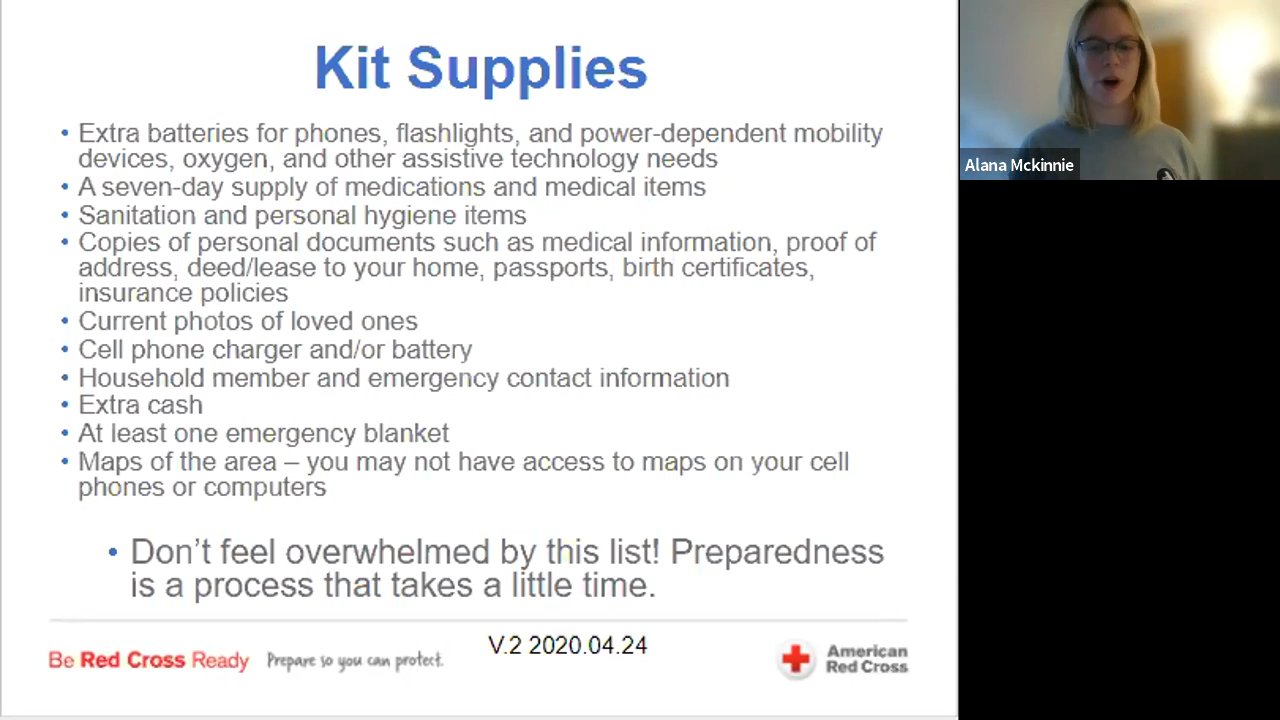 Kit Supplies
• Extra batteries for phones, flashlights, and power-dependent mobility
devices, oxygen, and other assistive technology needs
• A seven-day supply of medications and medical items
• Sanitation and personal hygiene items
• Copies of personal documents such as medical information, proof of
address, deed/lease to your home, passports, birth certificates,
insurance policies
• Current photos of loved ones
• Cell phone charger and/or battery
• Household member and emergency contact information
• Extra cash
• At least one emergency blanket
• Maps of the area – you may not have access to maps on your cell
phones or computers
• Don't feel overwhelmed by this list! Preparedness
is a process that takes a little time.
Be Red Cross Ready
Prepare so you can protect.
V.2 2020.04.24
American
Red Cross
Alana Mckinnie